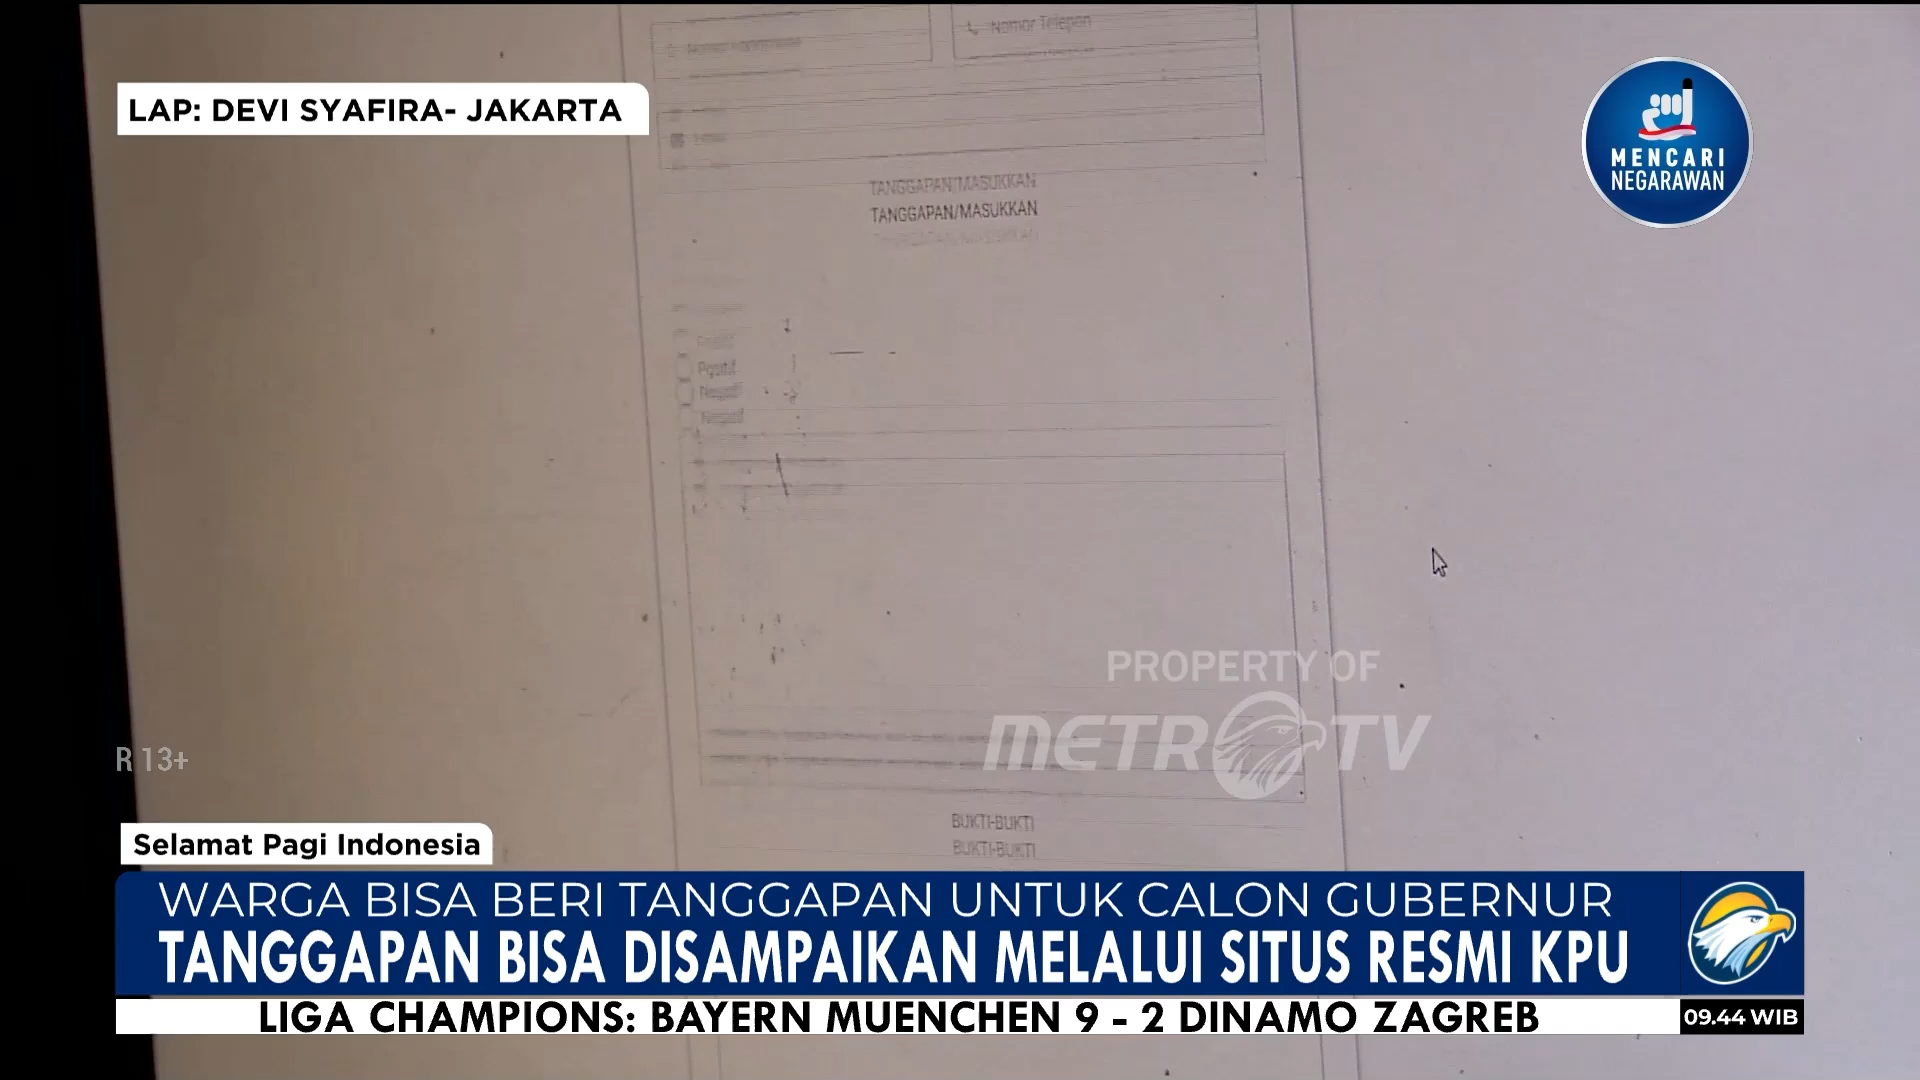 Nomor Telepon
LAP: DEVI SYAFIRA- JAKARTA
MENCARI
NEGARAWAN
TANGGAPAN/MASUKKAN
TANGGAPAN/MASUKKAN
Positif
Negatif
PROPERTY OF
METRO TV
R 13+
BUKTI-BUKTI
BUKTI-BUKTI
Selamat Pagi Indonesia
WARGA BISA BERI TANGGAPAN UNTUK CALON GUBERNUR
TANGGAPAN BISA DISAMPAIKAN MELALUI SITUS RESMI KPU
LIGA CHAMPIONS: BAYERN MUENCHEN 9 - 2 DINAMO ZAGREB
09.44 WIB